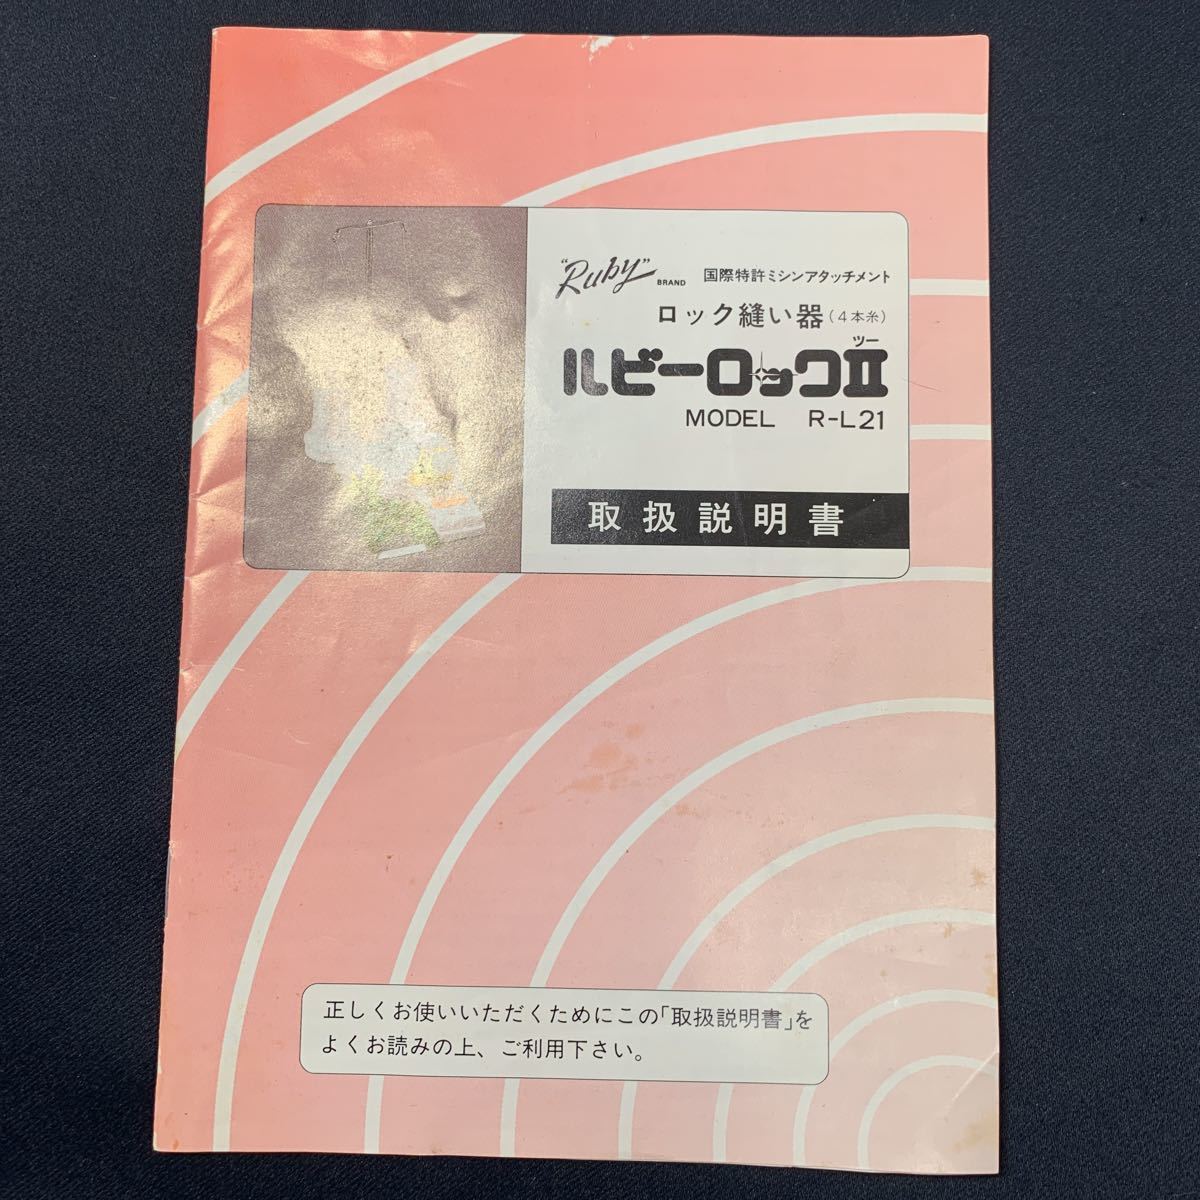 "Ruby" BRAND 国際特許ミシンアタッチメント
ロック縫い器(4本糸)
ツー
ルビーロックII
MODEL R-L21
取扱説明書
正しくお使いいただくためにこの「取扱説明書」を
よくお読みの上、ご利用下さい。